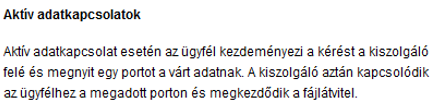 Aktív adatkapcsolatok
Aktív adatkapcsolat esetén az ügyfél kezdeményezi a kérést a kiszolgáló
felé és megnyit egy portot a várt adatnak. A kiszolgáló aztán kapcsolódik
az ügyfélhez a megadott porton és megkezdődik a fájlátvitel.